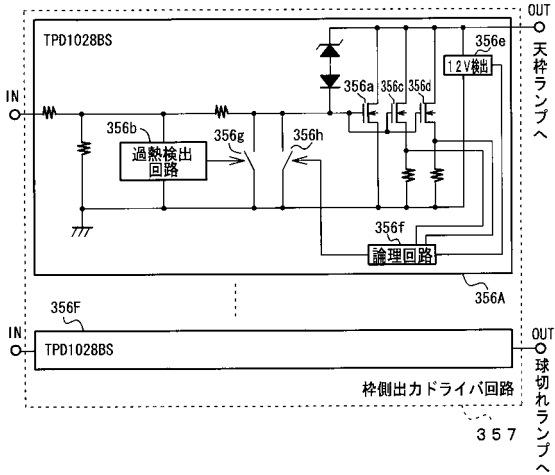 OUT
TPD1028BS
356e
12V検出
天枠ランプへ
IN
356a
356c
356d
356b
過熱検出
回路
356g
356h
356f
論理回路
356A
356F
IN
TPD1028BS
OUT
球切れランプへ
枠側出力ドライバ回路
357